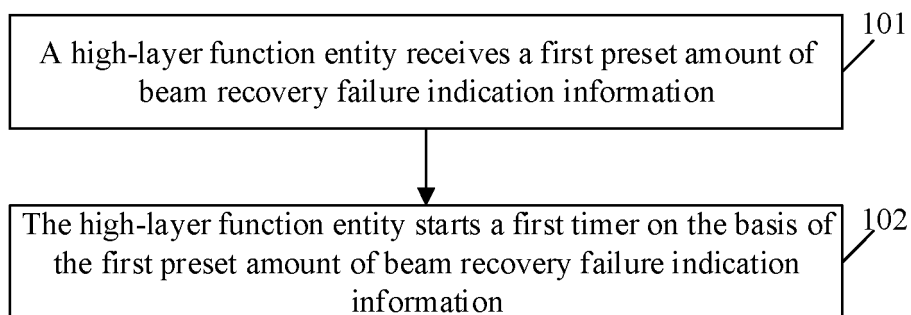 101
A high-layer function entity receives a first preset amount of
beam recovery failure indication information
102
The high-layer function entity starts a first timer on the basis of
the first preset amount of beam recovery failure indication
information